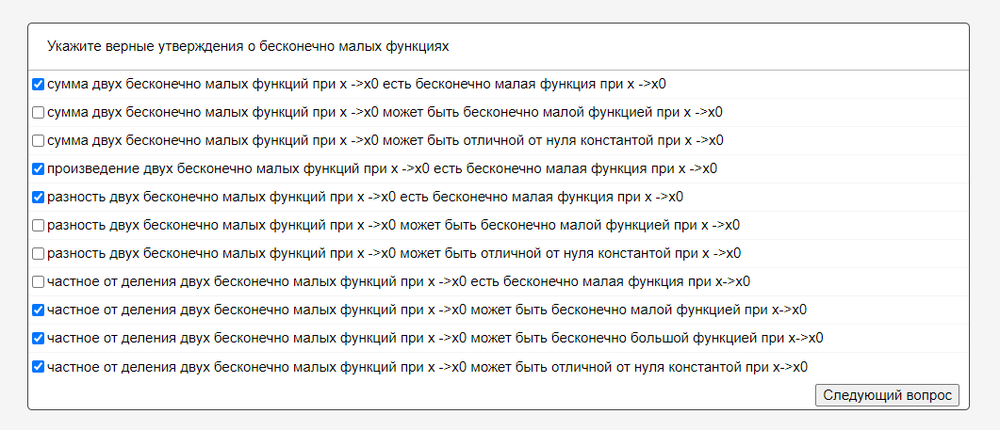 Укажите верные утверждения о бесконечно малых функциях
сумма двух бесконечно малых функций при x ->x0 есть бесконечно малая функция при x ->x0
сумма двух бесконечно малых функций при x ->x0 может быть бесконечно малой функцией при x ->x0
сумма двух бесконечно малых функций при x ->x0 может быть отличной от нуля константой при x ->x0
произведение двух бесконечно малых функций при x ->x0 есть бесконечно малая функция при x ->x0
разность двух бесконечно малых функций при x ->x0 есть бесконечно малая функция при x ->x0
разность двух бесконечно малых функций при x ->x0 может быть бесконечно малой функцией при x ->x0
разность двух бесконечно малых функций при x ->x0 может быть отличной от нуля константой при x ->x0
частное от деления двух бесконечно малых функций при x ->x0 есть бесконечно малая функция при x->x0
частное от деления двух бесконечно малых функций при x ->x0 может быть бесконечно малой функцией при x->x0
частное от деления двух бесконечно малых функций при x ->x0 может быть бесконечно большой функцией при x->x0
частное от деления двух бесконечно малых функций при x ->x0 может быть отличной от нуля константой при x->x0
Следующий вопрос